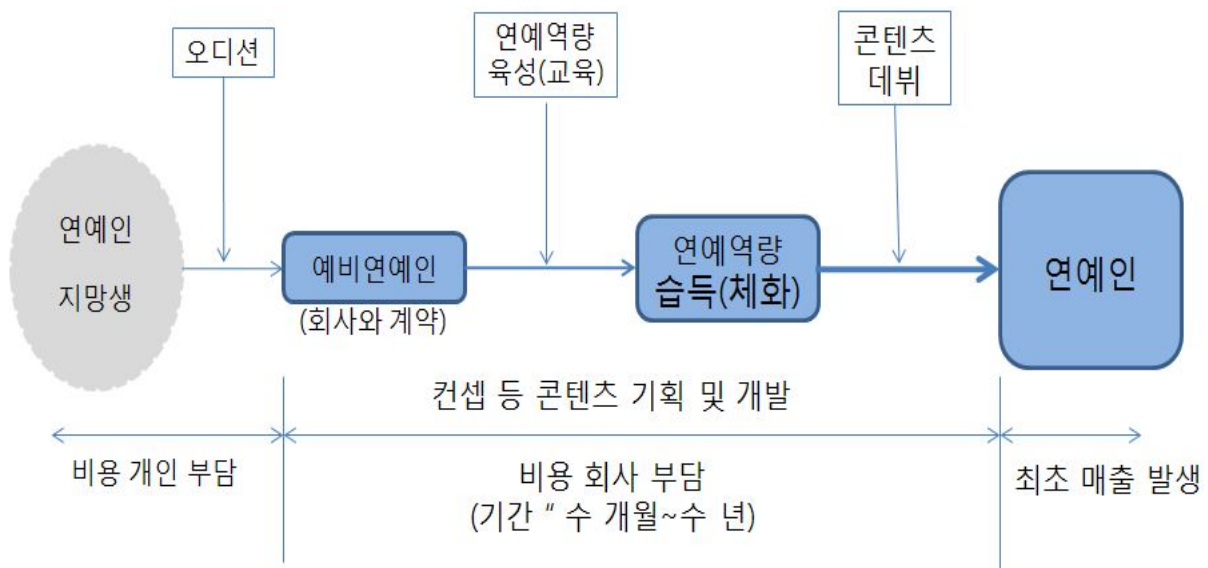 오디션
연예역량
육성(교육)
콘텐츠
데뷔
연예인
지망생
예비연예인
(회사와 계약)
연예역량
습득(체화)
연예인
컨셉 등 콘텐츠 기획 및 개발
비용 개인 부담
비용 회사 부담
(기간 “ 수 개월~수 년)
최초 매출 발생